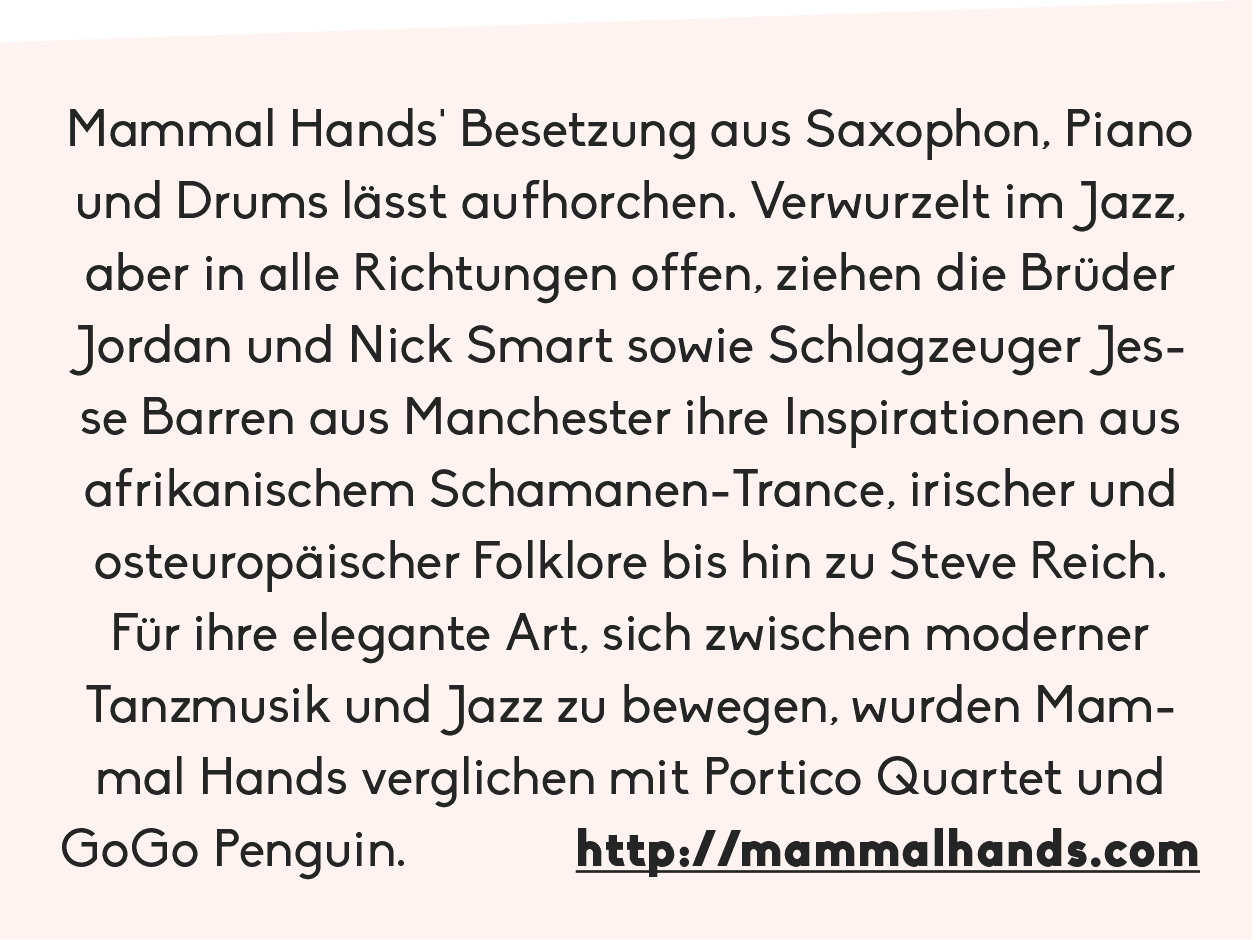 Mammal Hands' Besetzung aus Saxophon, Piano
und Drums lässt aufhorchen. Verwurzelt im Jazz,
aber in alle Richtungen offen, ziehen die Brüder
Jordan und Nick Smart sowie Schlagzeuger Jes-
se Barren aus Manchester ihre Inspirationen aus
afrikanischem Schamanen-Trance, irischer und
osteuropäischer Folklore bis hin zu Steve Reich.
Für ihre elegante Art, sich zwischen moderner
Tanzmusik und Jazz zu bewegen, wurden Mam-
mal Hands verglichen mit Portico Quartet und
GoGo Penguin. http://mammalhands.com